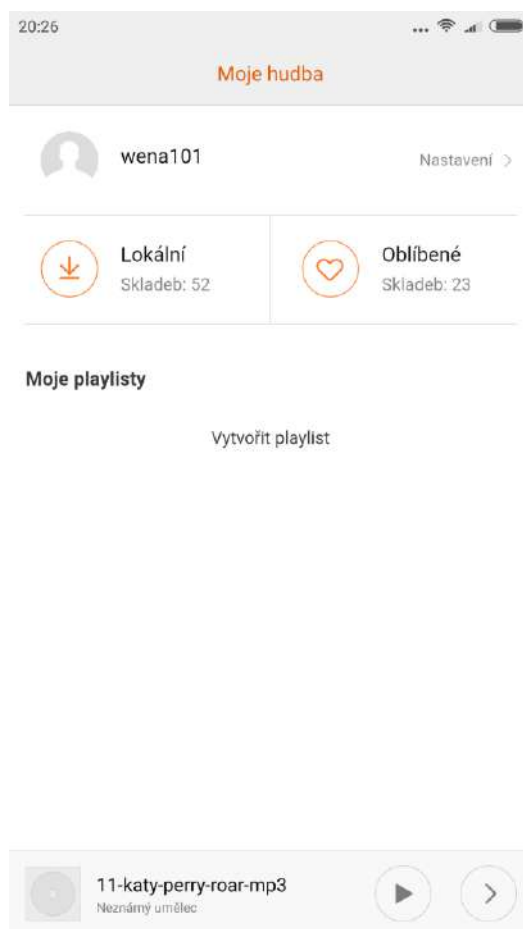 20:26
Moje hudba
wena101
Nastavení
Lokální
Skladeb: 52
Oblíbené
Skladeb: 23
Moje playlisty
Vytvořit playlist
11-katy-perry-roar-mp3
Neznámý umělec